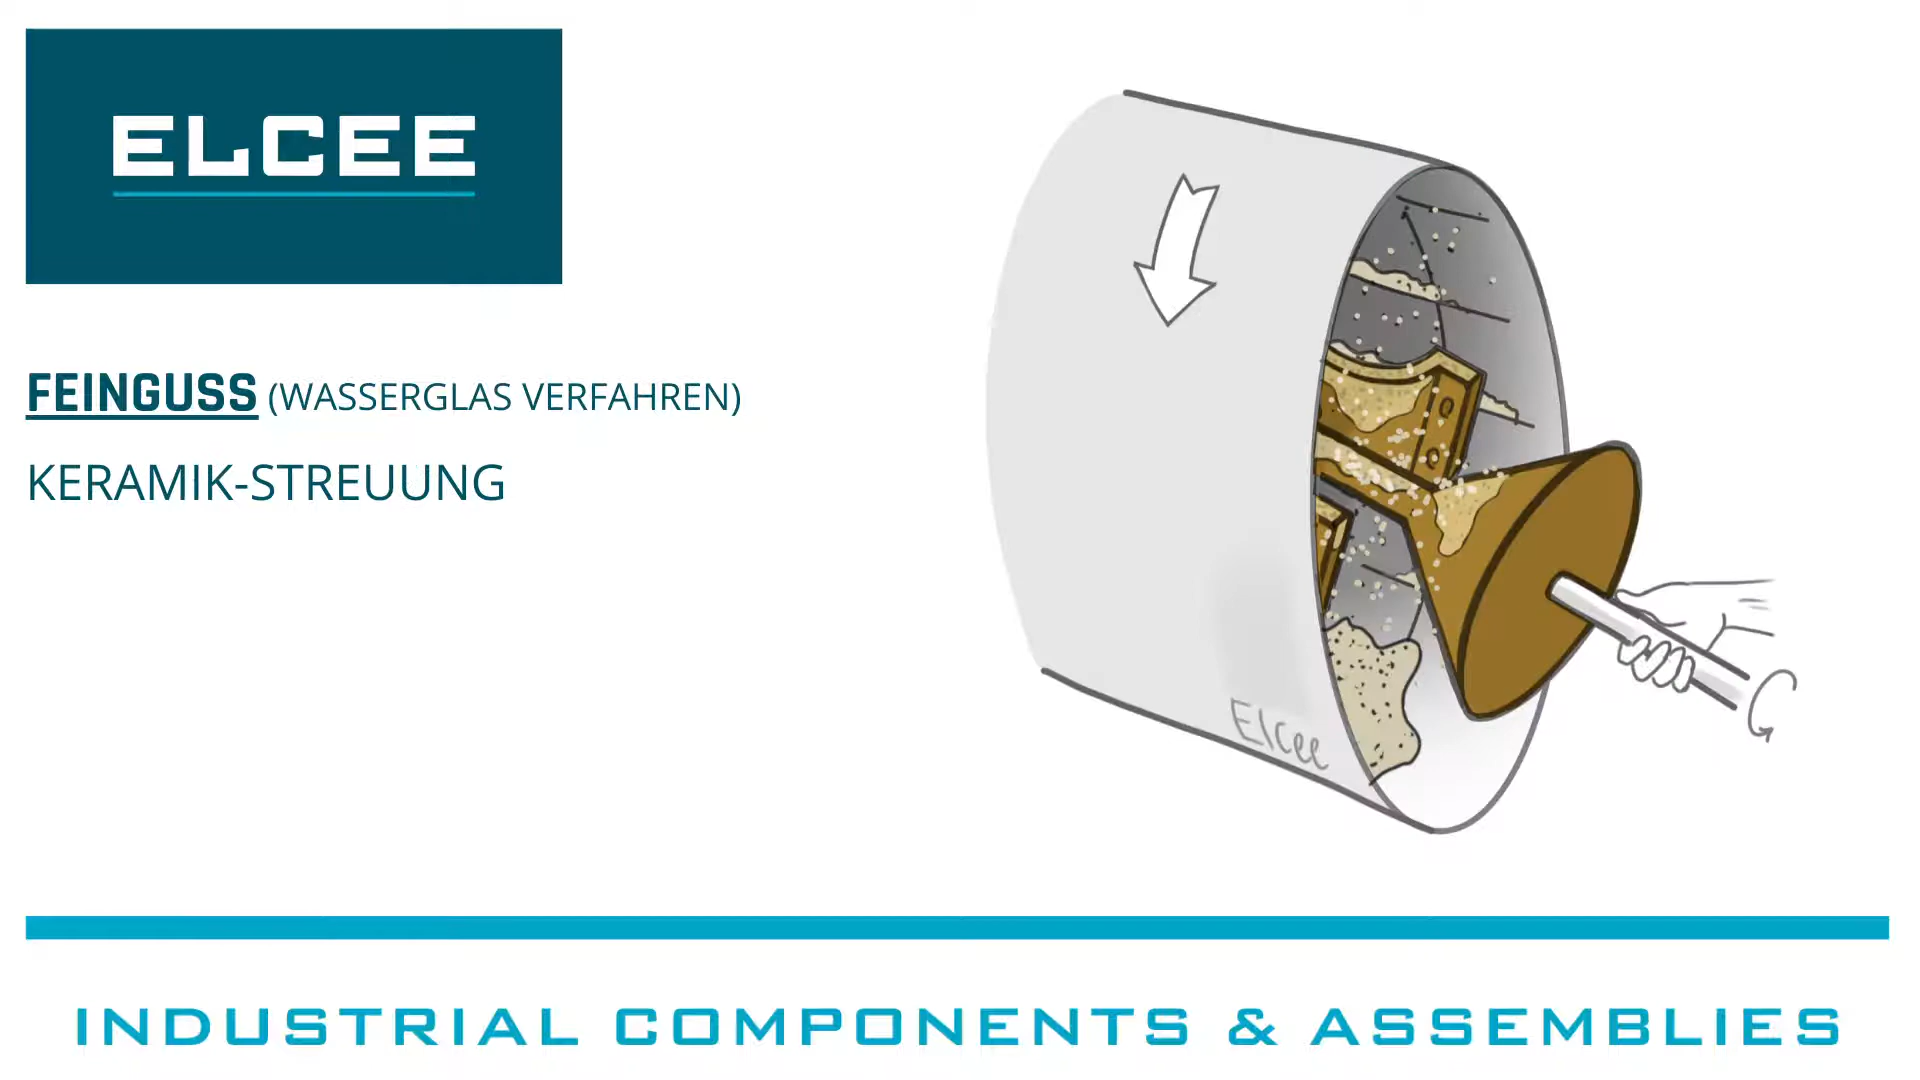 ELCEE
FEINGUSS (WASSERGLAS VERFAHREN)
KERAMIK-STREUUNG
Elcee
INDUSTRIAL COMPONENTS & ASSEMBLIES